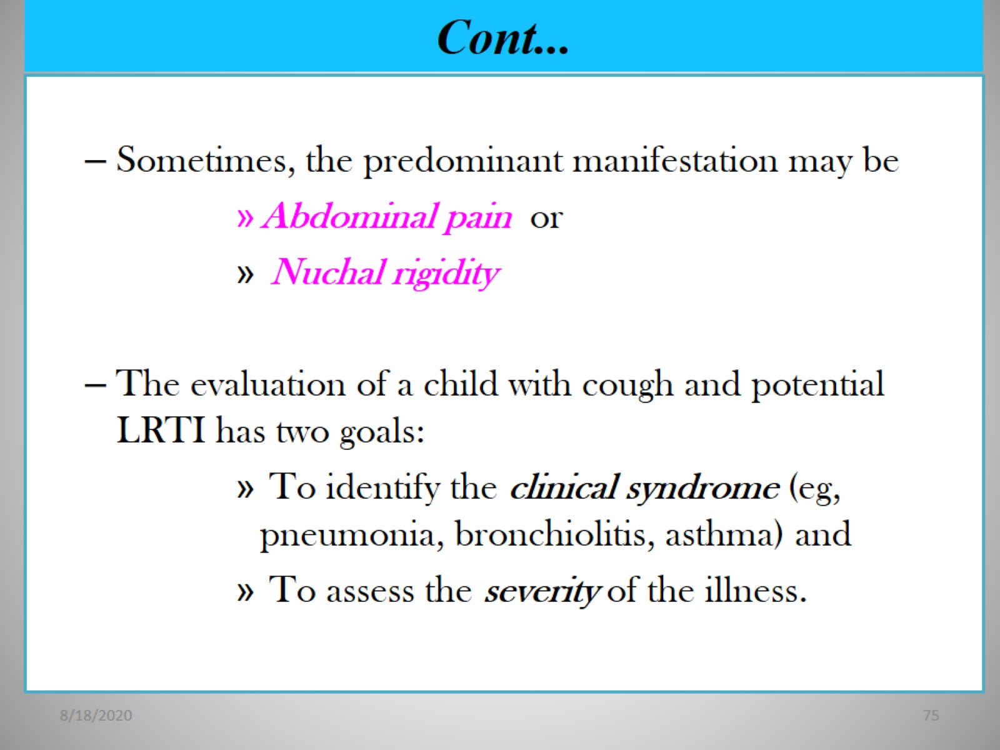 Cont...
– Sometimes, the predominant manifestation may be
» Abdominal pain or
» Nuchal rigidity
– The evaluation of a child with cough and potential
LRTI has two goals:
» To identify the clinical syndrome (eg,
pneumonia, bronchiolitis, asthma) and
» To assess the severity of the illness.
8/18/2020
75